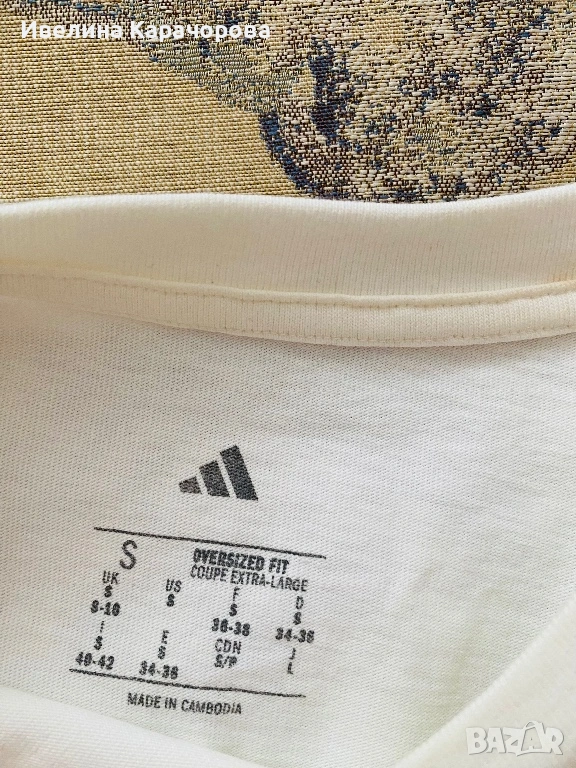 Ивелина Карачорова
S OVERSIZED FIT
COUPE EXTRA-LARGE
UK US F D
S S S S
8-10 36-38 34-36
I E CDN J
S S S/P L
40-42 34-36
MADE IN CAMBODIA
BAZAR